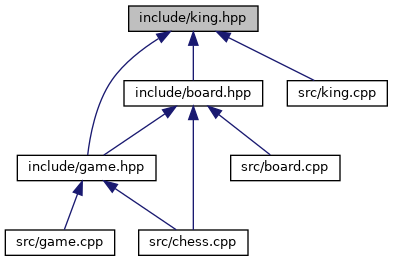 include/king.hpp
include/board.hpp
src/king.cpp
include/game.hpp
src/board.cpp
src/game.cpp
src/chess.cpp